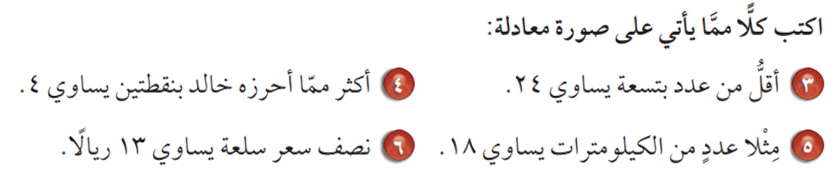 اكتب كلًّا ممَّا يأتي على صورة معادلة:
٣ أقلُّ من عدد بتسعة يساوي ٢٤. ٤ أكثر ممّا أحرزه خالد بنقطتين يساوي ٤.
٥ مِثْلا عددٍ من الكيلومترات يساوي ١٨. ٦ نصف سعر سلعة يساوي ١٣ ريالًا.